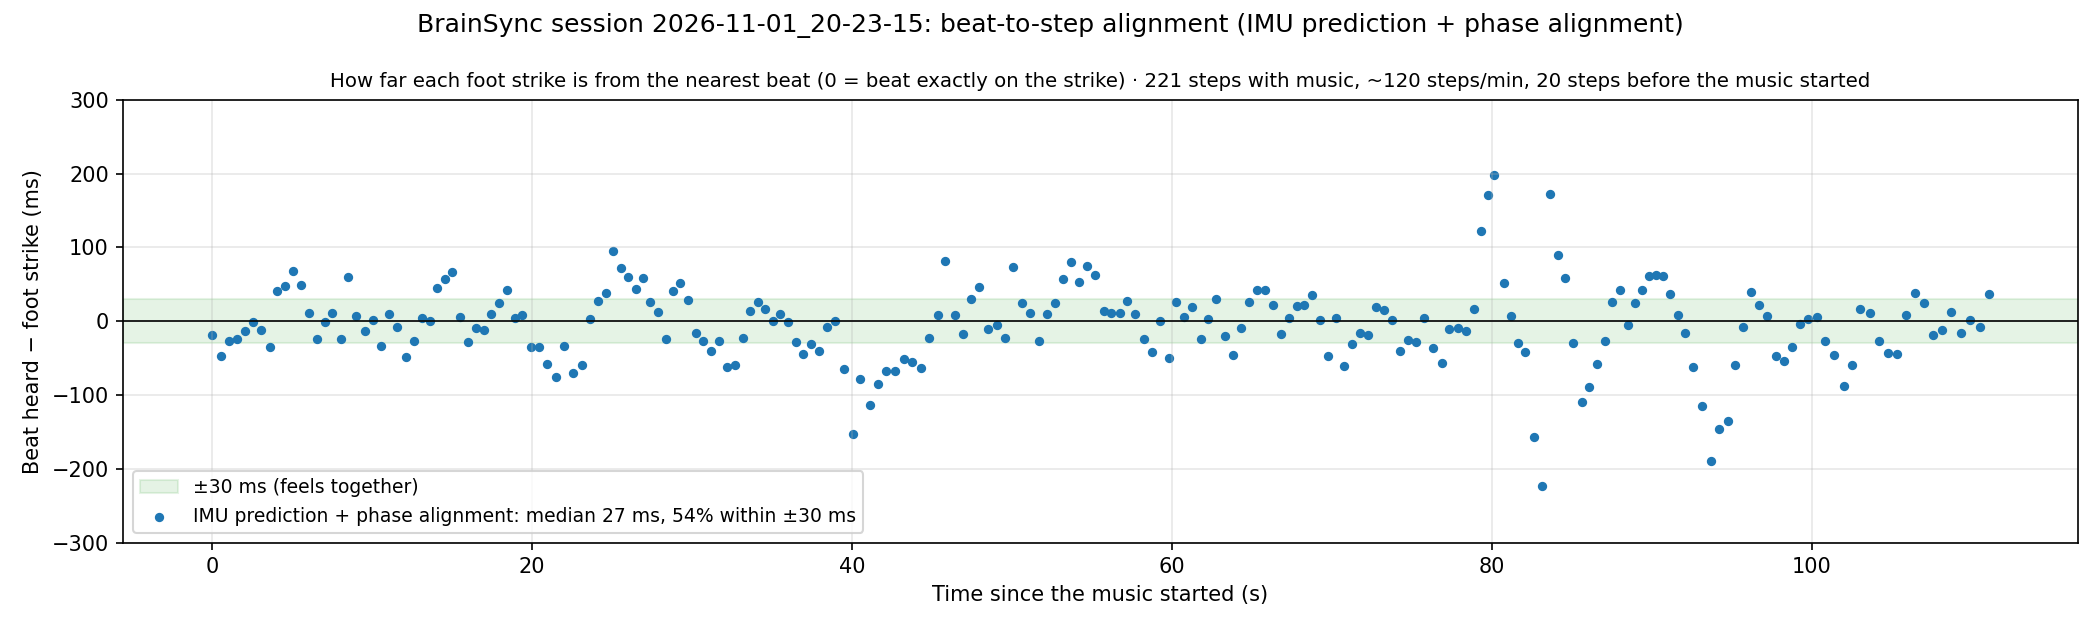 BrainSync session 2026-11-01_20-23-15: beat-to-step alignment (IMU prediction + phase alignment)
How far each foot strike is from the nearest beat (0 = beat exactly on the strike) · 221 steps with music, ~120 steps/min, 20 steps before the music started
Beat heard − foot strike (ms)
300
200
100
0
−100
−200
−300
±30 ms (feels together)
IMU prediction + phase alignment: median 27 ms, 54% within ±30 ms
0 20 40 60 80 100
Time since the music started (s)